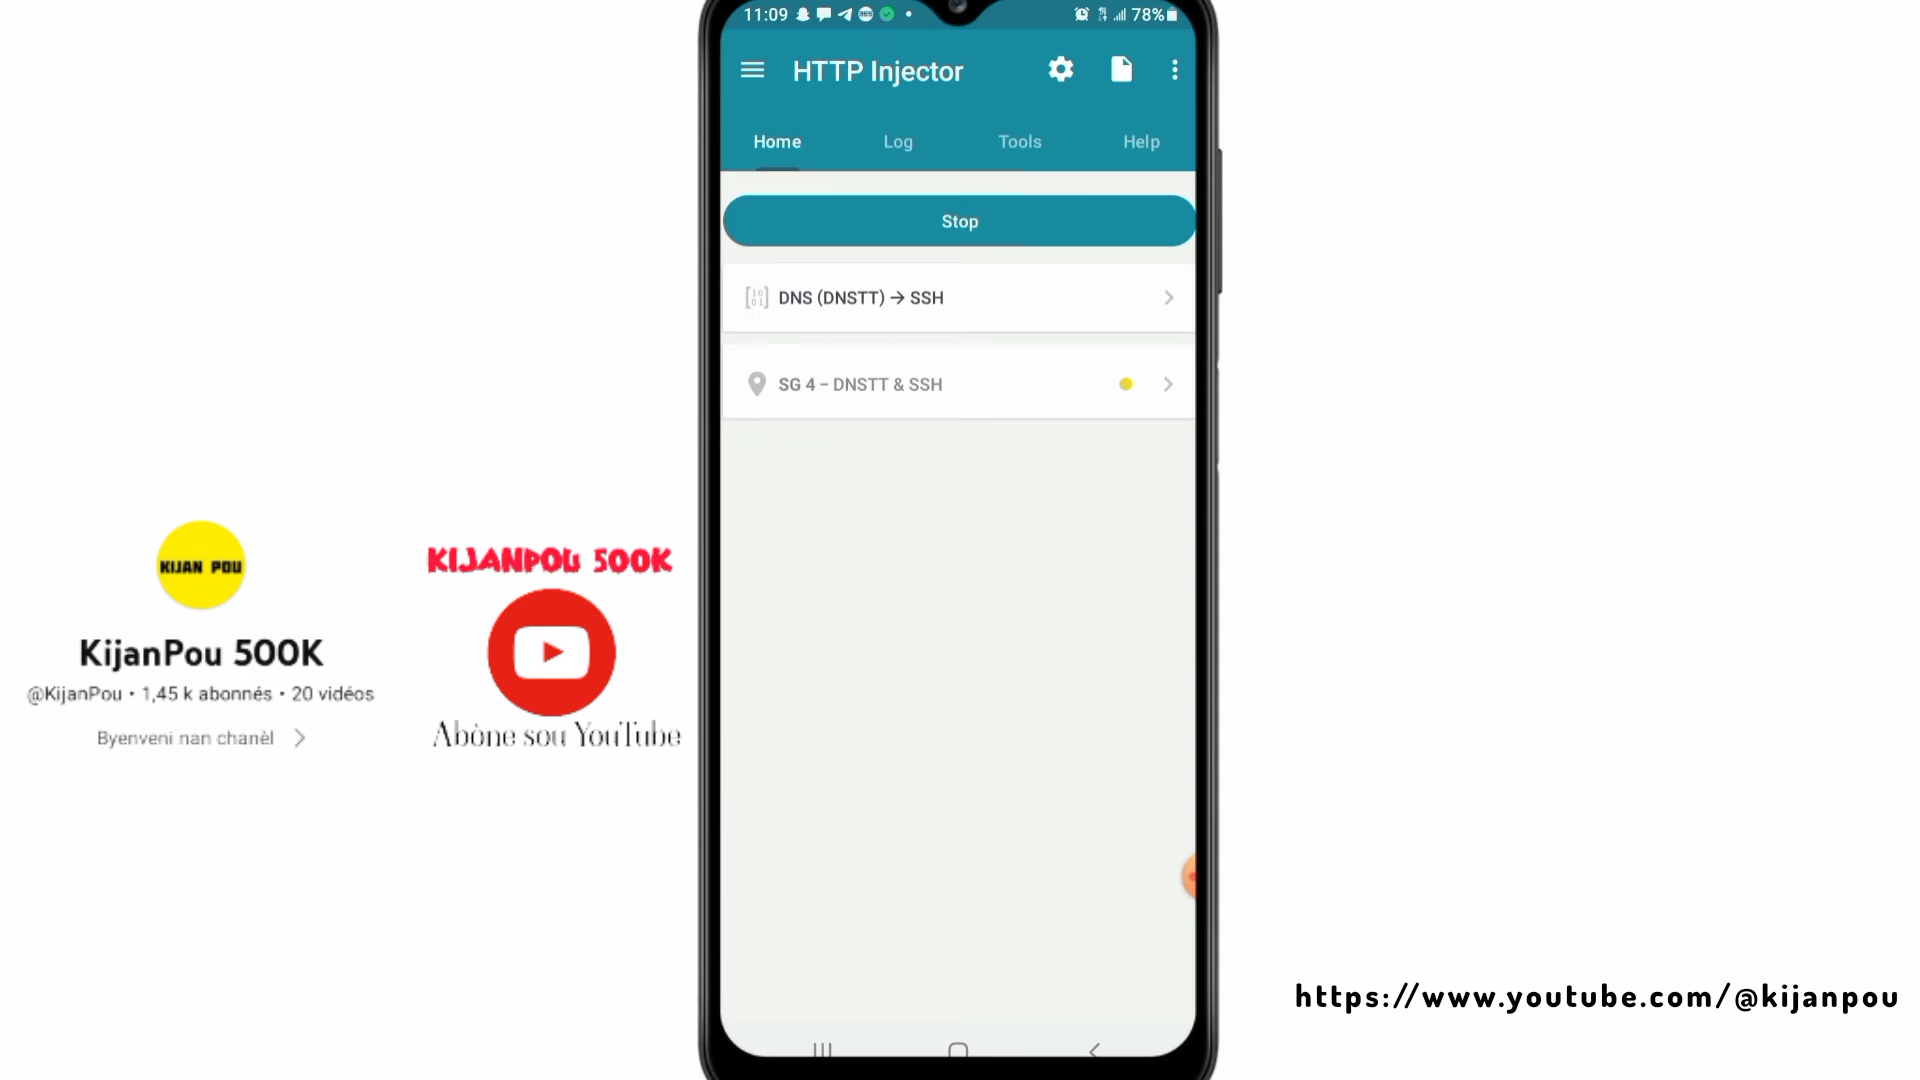 11:09
78%
HTTP Injector
Home
Log
Tools
Help
Stop
DNS (DNSTT) → SSH
SG 4 – DNSTT & SSH
KIJAN POU
KijanPou 500K
@KijanPou • 1,45 k abonnés • 20 vidéos
Byenveni nan chanèl
KIJANPOU 500K
Abòne sou YouTube
https://www.youtube.com/@kijanpou